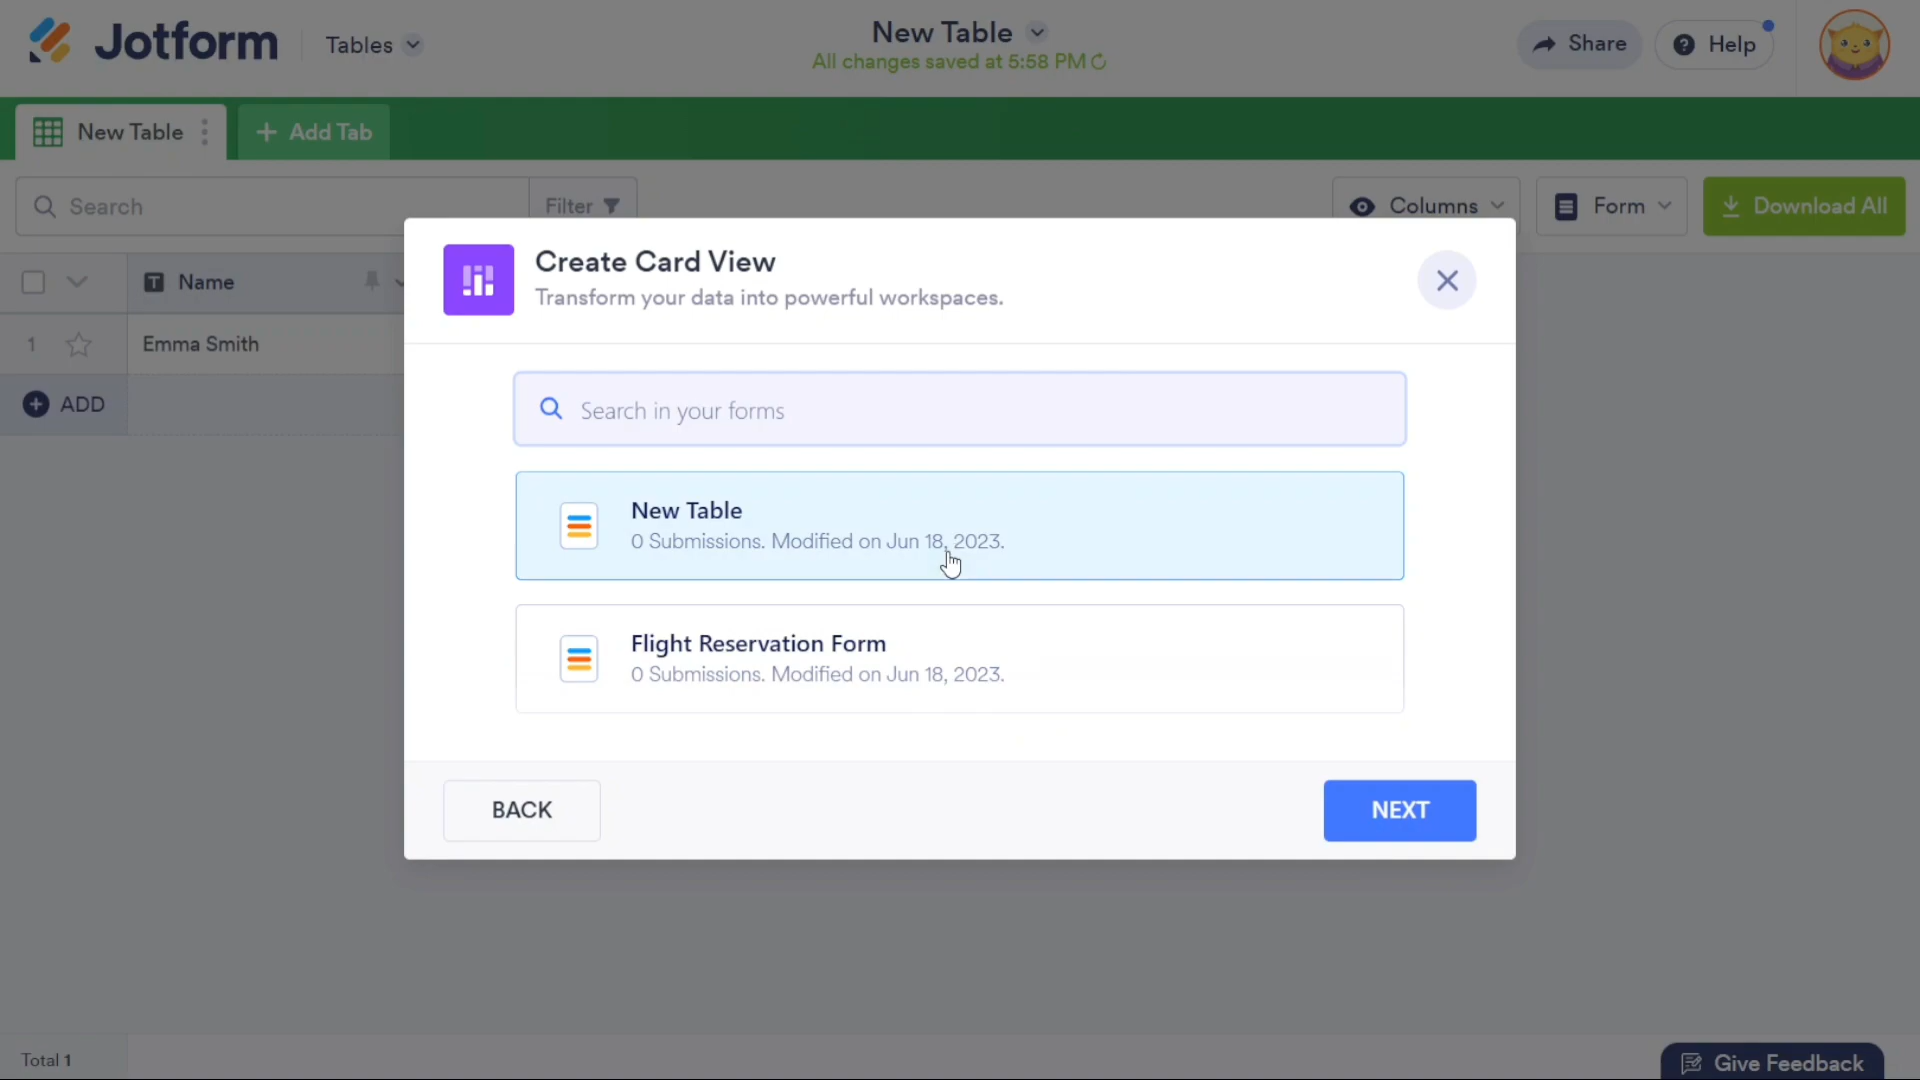 Jotform
Tables
New Table
All changes saved at 5:58 PM
Share
Help
New Table
Add Tab
Search
Filter
Columns
Form
Download All
Name
1
Emma Smith
ADD
Create Card View
Transform your data into powerful workspaces.
Search in your forms
New Table
0 Submissions. Modified on Jun 18, 2023.
Flight Reservation Form
0 Submissions. Modified on Jun 18, 2023.
BACK
NEXT
Total 1
Give Feedback